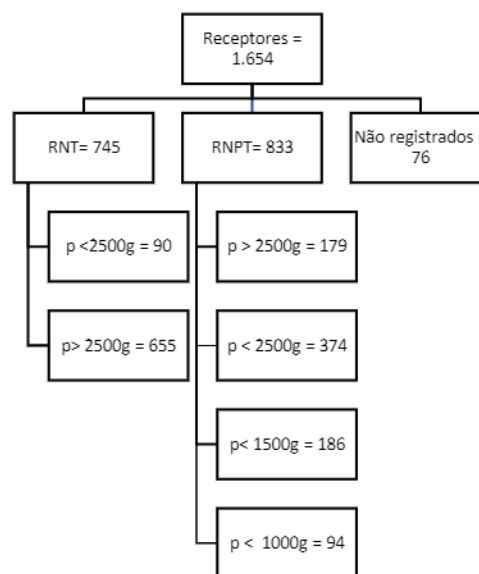 Receptores =
1.654
RNT= 745
RNPT= 833
Não registrados =
76
p <2500g = 90
p > 2500g = 179
p> 2500g = 655
p < 2500g = 374
p< 1500g = 186
p <  1000g = 94